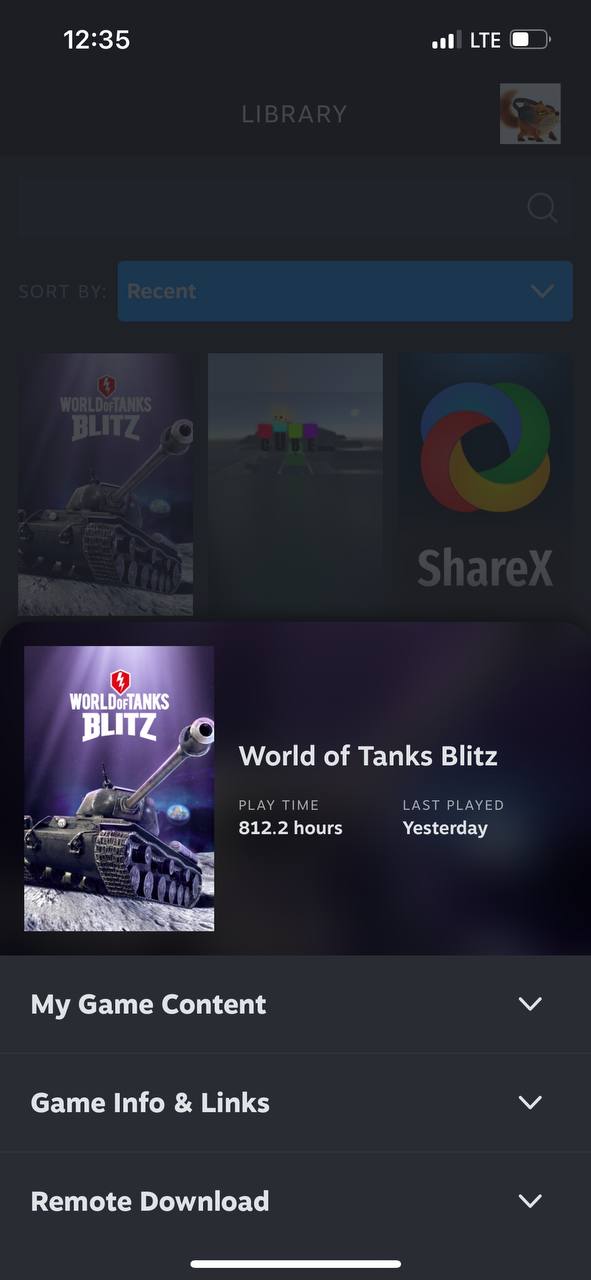 12:35
LTE
LIBRARY
SORT BY:
Recent
WORLD OF TANKS
BLITZ
CUBE
ShareX
WORLD OF TANKS
BLITZ
World of Tanks Blitz
PLAY TIME
LAST PLAYED
812.2 hours
Yesterday
My Game Content
Game Info & Links
Remote Download